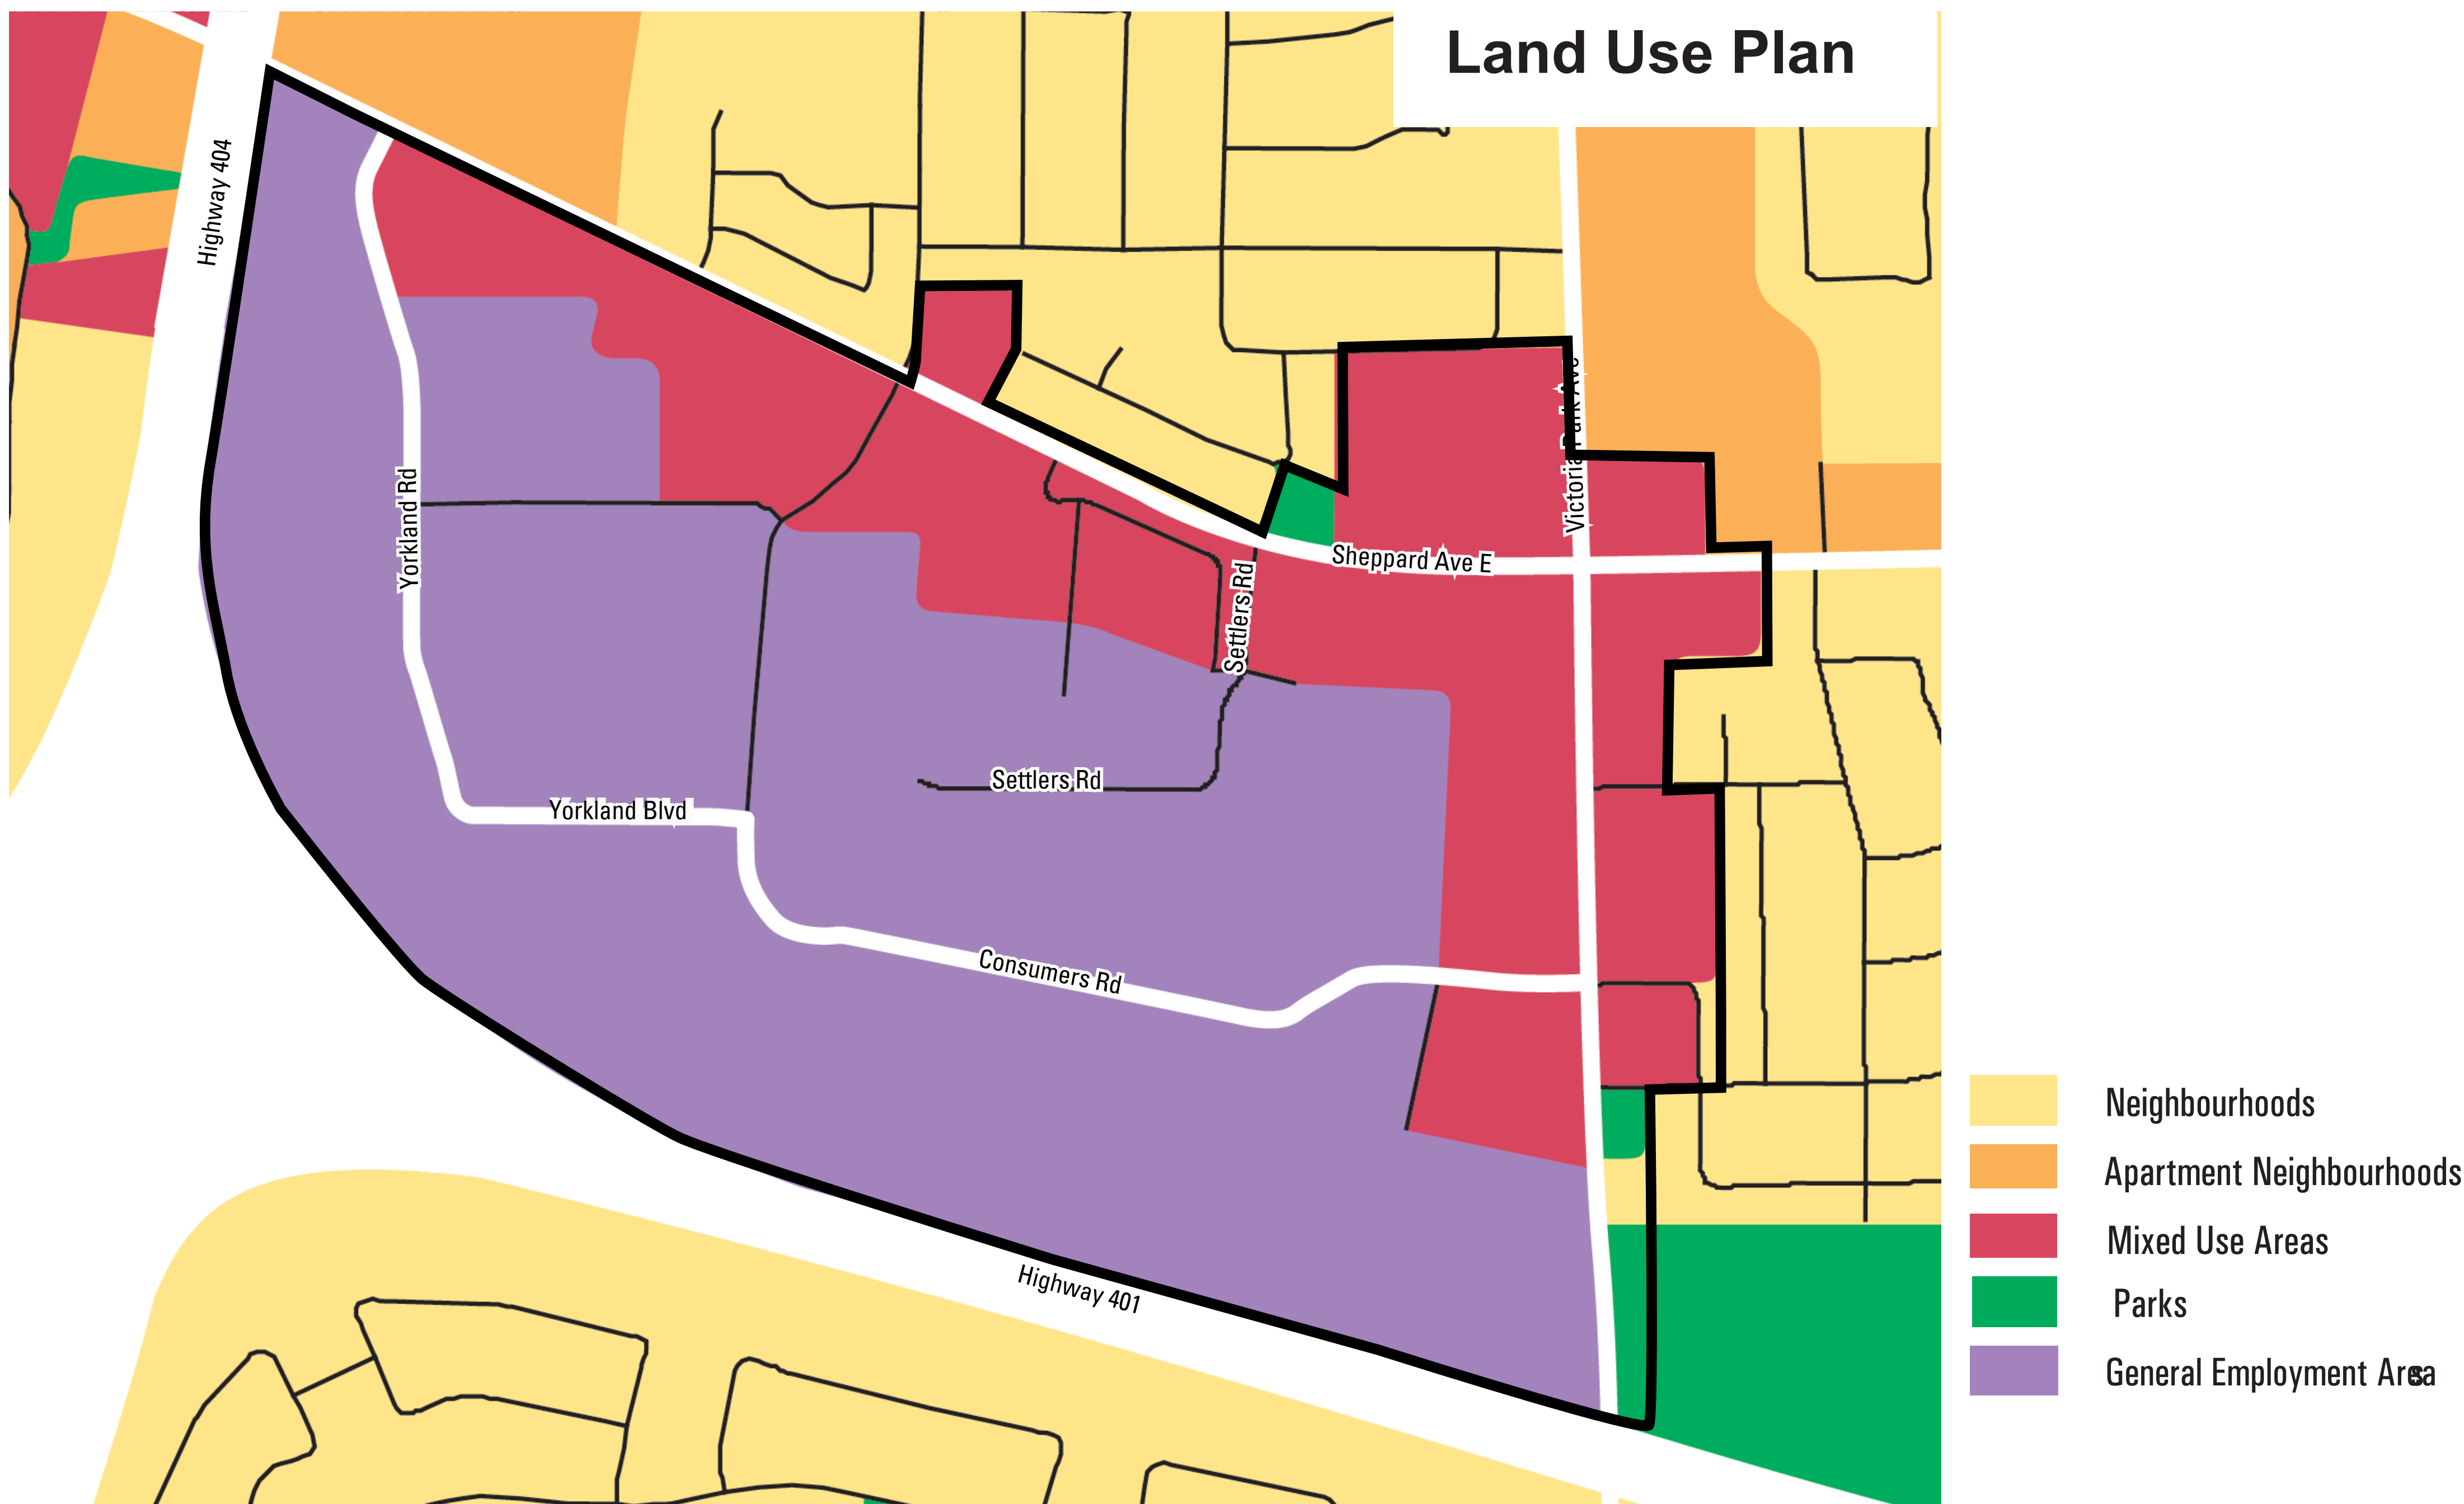 Land Use Plan
Highway 404
Victoria Park Ave
Yorkland Rd
Sheppard Ave E
Settlers Rd
Settlers Rd
Yorkland Blvd
Consumers Rd
Highway 401
Neighbourhoods
Apartment Neighbourhoods
Mixed Use Areas
Parks
General Employment Area